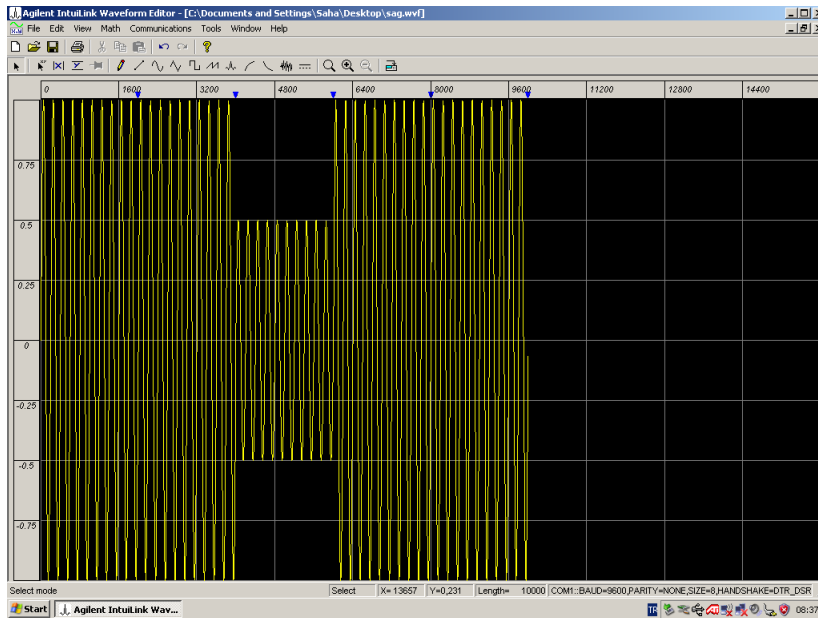 Agilent IntuiLink Waveform Editor - [C:\Documents and Settings\Saha\Desktop\sag.wvf]
File Edit View Math Communications Tools Window Help
0 1600 3200 4800 6400 8000 9600 11200 12800 14400
0.75
0.5
0.25
0
-0.25
-0.5
-0.75
Select mode Select X= 13657 Y=0,231 Length= 10000 COM1::BAUD=9600,PARITY=NONE,SIZE=8,HANDSHAKE=DTR_DSR
Start Agilent IntuiLink Wav... TR 08:37